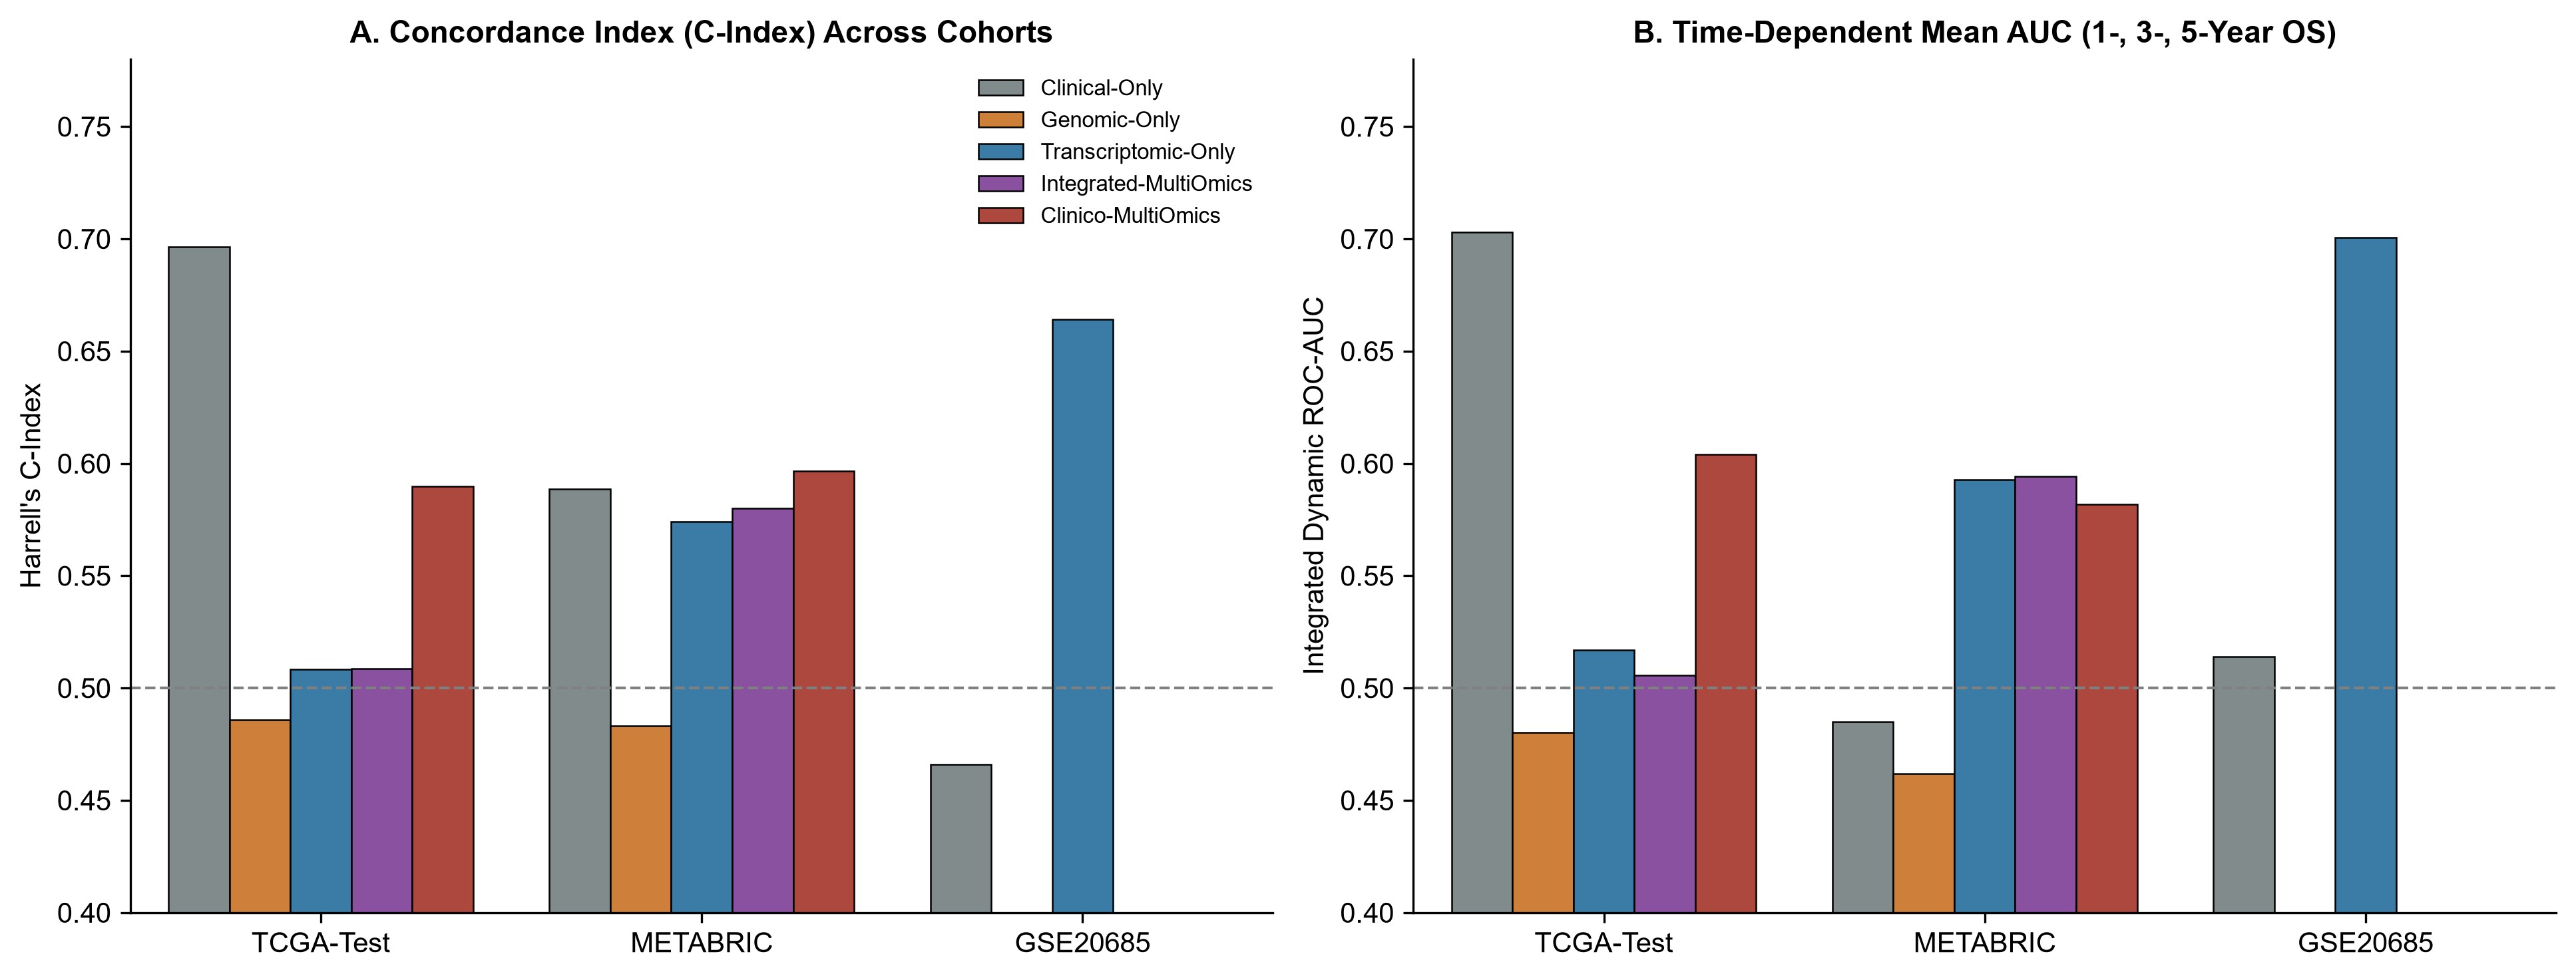 A. Concordance Index (C-Index) Across Cohorts
Harrell's C-Index
0.75
0.70
0.65
0.60
0.55
0.50
0.45
0.40
Clinical-Only
Genomic-Only
Transcriptomic-Only
Integrated-MultiOmics
Clinico-MultiOmics
TCGA-Test
METABRIC
GSE20685
B. Time-Dependent Mean AUC (1-, 3-, 5-Year OS)
Integrated Dynamic ROC-AUC
0.75
0.70
0.65
0.60
0.55
0.50
0.45
0.40
TCGA-Test
METABRIC
GSE20685